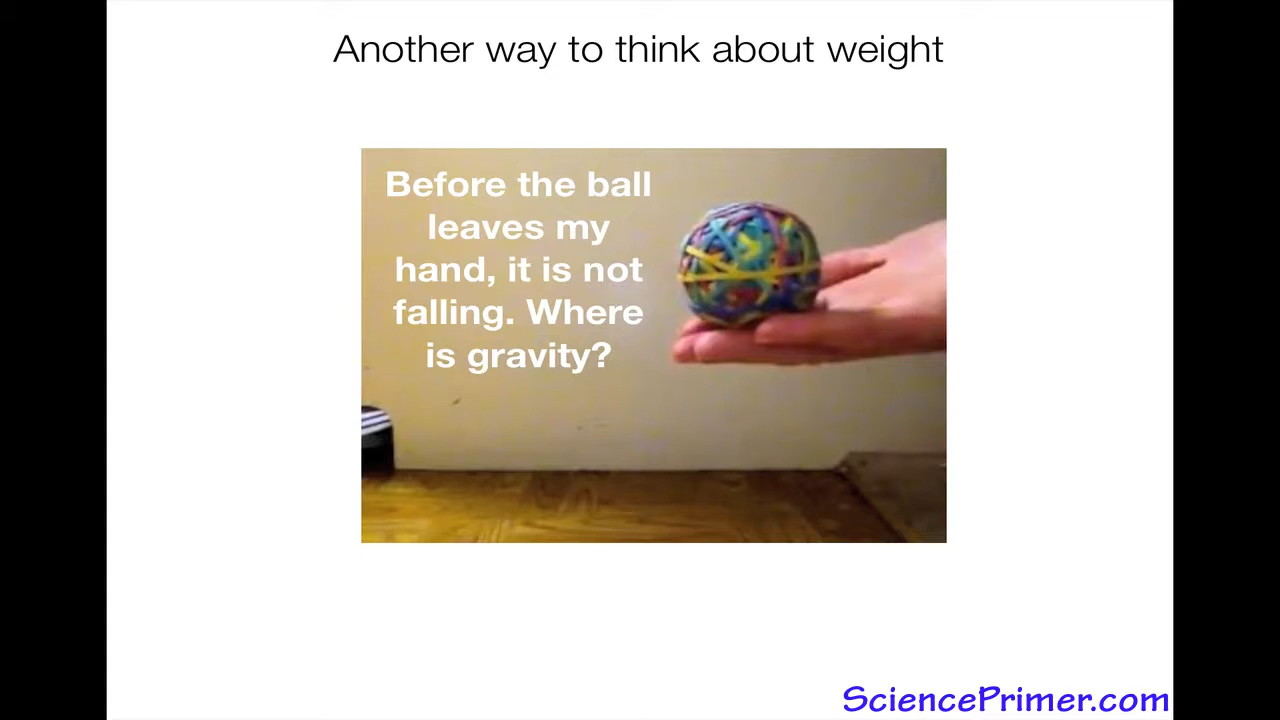 Another way to think about weight
Before the ball
leaves my
hand, it is not
falling. Where
is gravity?
SciencePrimer.com